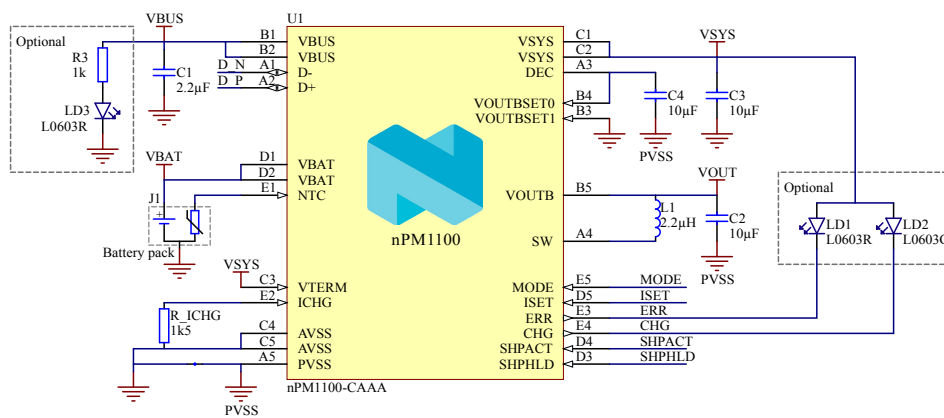 U1
VBUS
Optional
R3
1k
LD3
L0603R
C1
2.2µF
D_N
D_P
B1
B2
A1
A2
VBUS
VBUS
D-
D+
VBAT
D1
D2
E1
VBAT
VBAT
NTC
J1
+
Battery pack
VSYS
C3
E2
VTERM
ICHG
R_ICHG
1k5
C4
C5
A5
AVSS
AVSS
PVSS
PVSS
nPM1100
nPM1100-CAAA
VSYS
VSYS
DEC
VOUTBSET0
VOUTBSET1
C1
C2
A3
B4
B3
VSYS
C4
10µF
C3
10µF
PVSS
VOUTB
SW
B5
A4
L1
2.2µH
VOUT
C2
10µF
PVSS
Optional
LD1
L0603R
LD2
L0603G
MODE
ISET
ERR
CHG
SHPACT
SHPHLD
E5
D5
E3
E4
D4
D3
MODE
ISET
ERR
CHG
SHPACT
SHPHLD